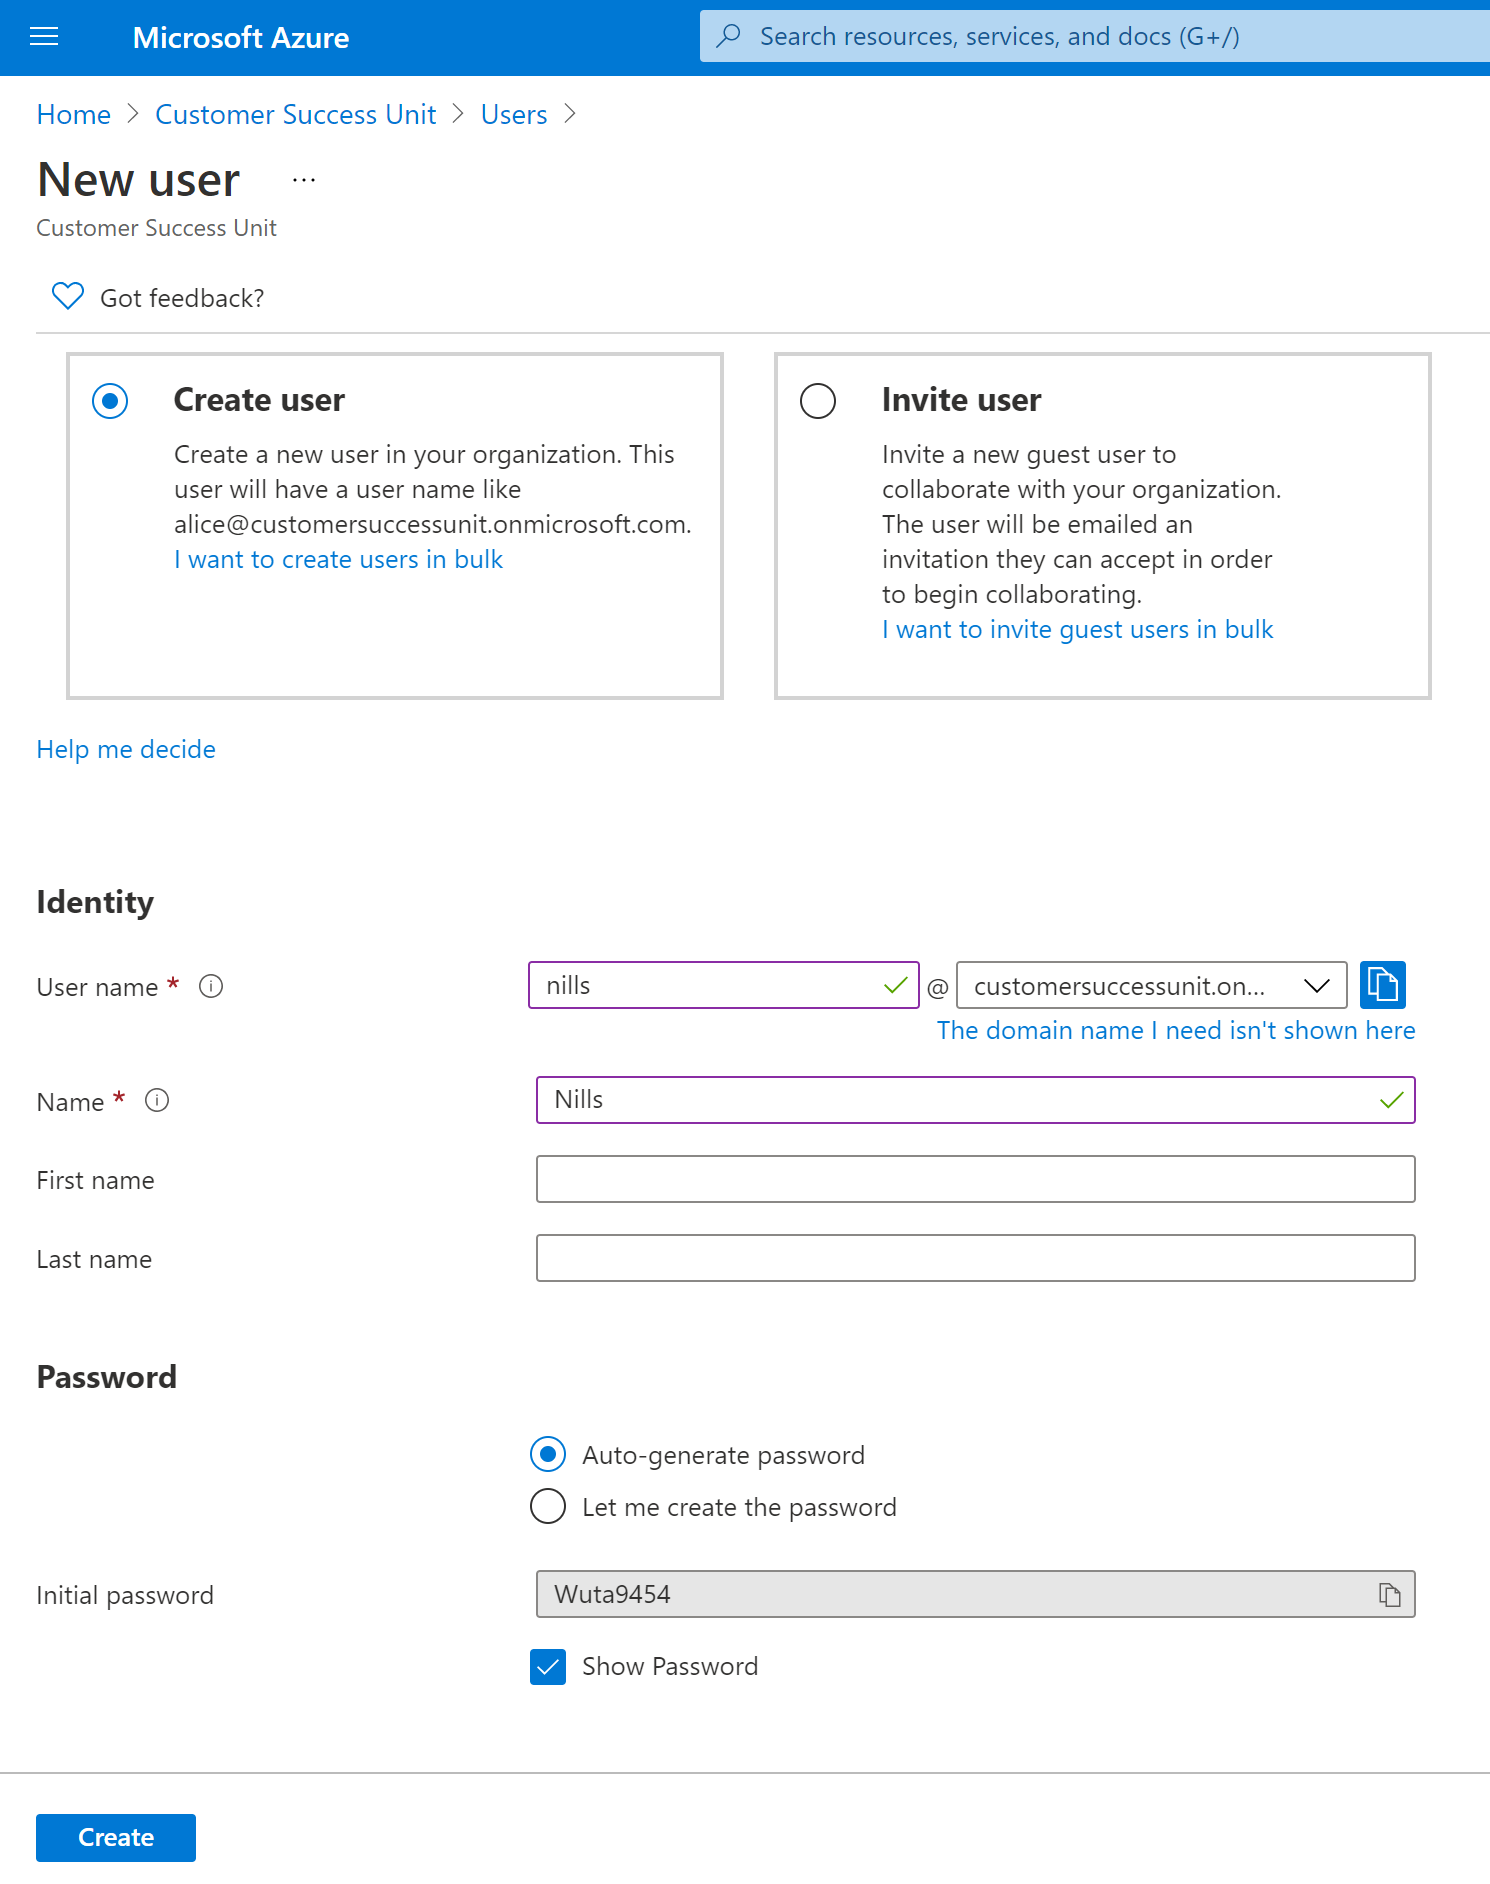 Microsoft Azure
Search resources, services, and docs (G+/)
Home > Customer Success Unit > Users >
New user ...
Customer Success Unit
Got feedback?
Create user
Create a new user in your organization. This
user will have a user name like
alice@customersuccessunit.onmicrosoft.com.
I want to create users in bulk
Invite user
Invite a new guest user to
collaborate with your organization.
The user will be emailed an
invitation they can accept in order
to begin collaborating.
I want to invite guest users in bulk
Help me decide
Identity
User name * nills @ customersuccessunit.on...
The domain name I need isn't shown here
Name * Nills
First name
Last name
Password
Auto-generate password
Let me create the password
Initial password Wuta9454
Show Password
Create